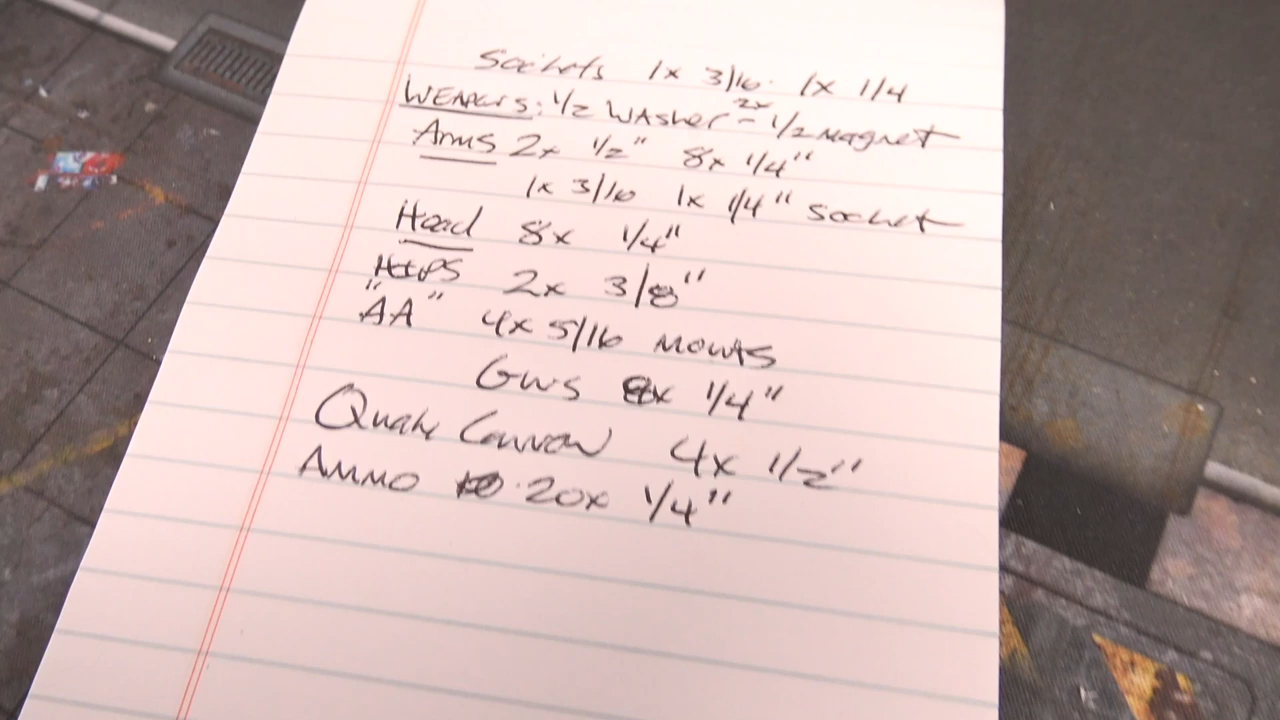 Sockets 1x 3/16. 1x 1/4
WEAPONS: 1/2 WASHER - 2x 1/2 Magnet
Arms 2x 1/2" 8x 1/4"
1x 3/16 1x 1/4" Socket
Head 8x 1/4"
HIPS 2x 3/8"
"AA" 4x 5/16 MOUNTS
GUNS 8x 1/4"
Quake Cannon 4x 1/2"
AMMO 20x 1/4"